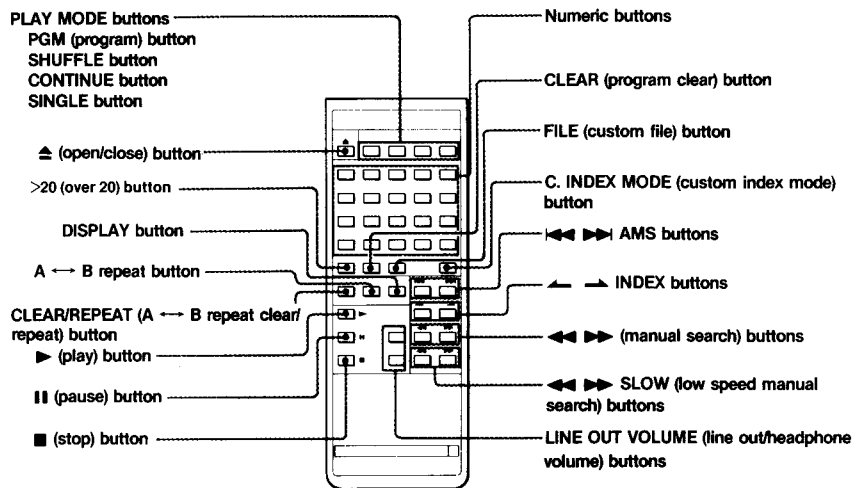 PLAY MODE buttons
PGM (program) button
SHUFFLE button
CONTINUE button
SINGLE button
≜ (open/close) button
>20 (over 20) button
DISPLAY button
A ↔ B repeat button
CLEAR/REPEAT (A ↔ B repeat clear/
repeat) button
▶ (play) button
❚❚ (pause) button
■ (stop) button
Numeric buttons
CLEAR (program clear) button
FILE (custom file) button
C. INDEX MODE (custom index mode)
button
|◀◀ ▶▶| AMS buttons
INDEX buttons
◀◀ ▶▶ (manual search) buttons
◀◀ ▶▶ SLOW (low speed manual
search) buttons
LINE OUT VOLUME (line out/headphone
volume) buttons